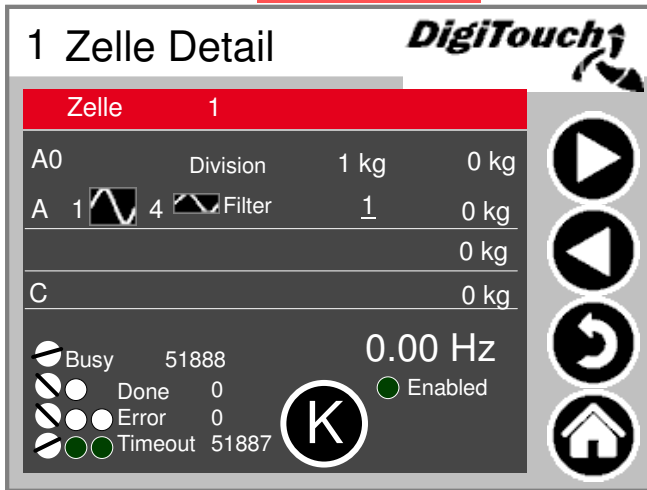 1 Zelle Detail
DigiTouch
Zelle 1
A0 Division 1 kg 0 kg
A 1 4 Filter 1 0 kg
0 kg
C 0 kg
0.00 Hz
Busy 51888
Enabled
Done 0
Error 0
Timeout 51887
K